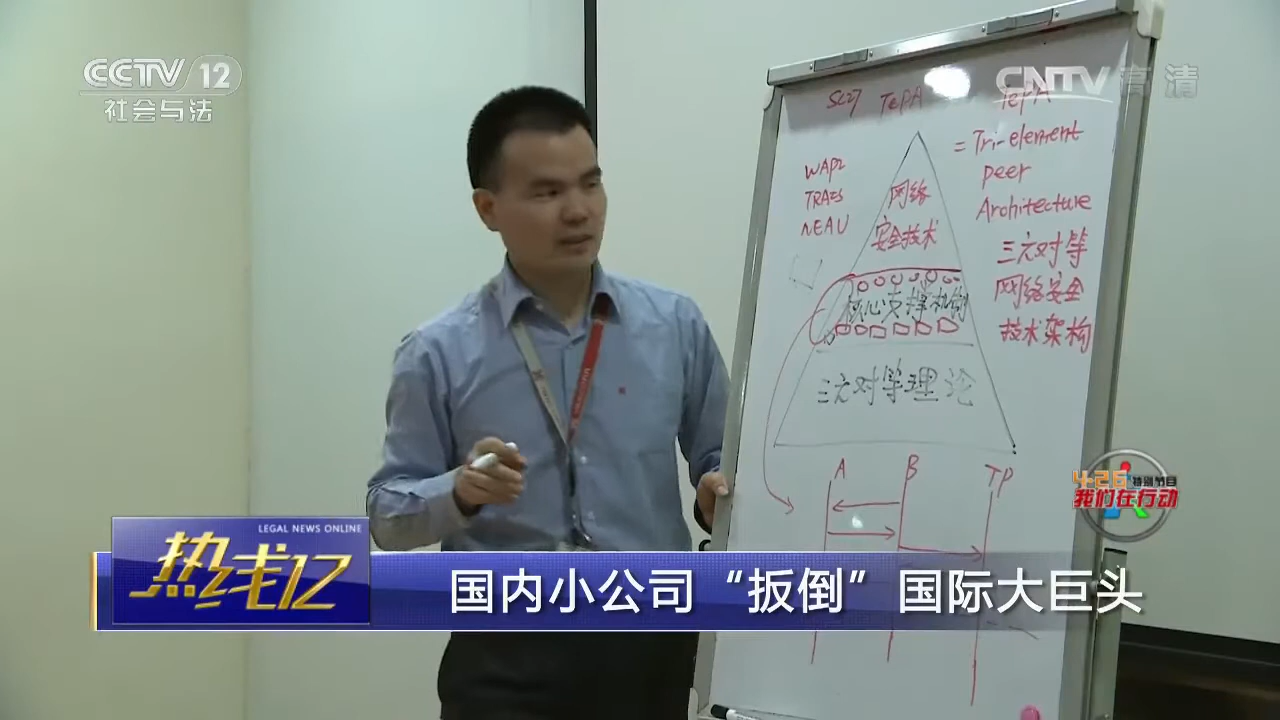 CCTV 12
社会与法
CNTV 高清
SC27 TePA
TePA
= Tri-element
peer
Architecture
三元对等
网络安全
技术架构
WAPI
TRAIS
NEAU
网络
安全技术
核心支撑机制
三元对等理论
A B TP
4.26 特别节目
我们在行动
LEGAL NEWS ONLINE
热线12
国内小公司“扳倒”国际大巨头